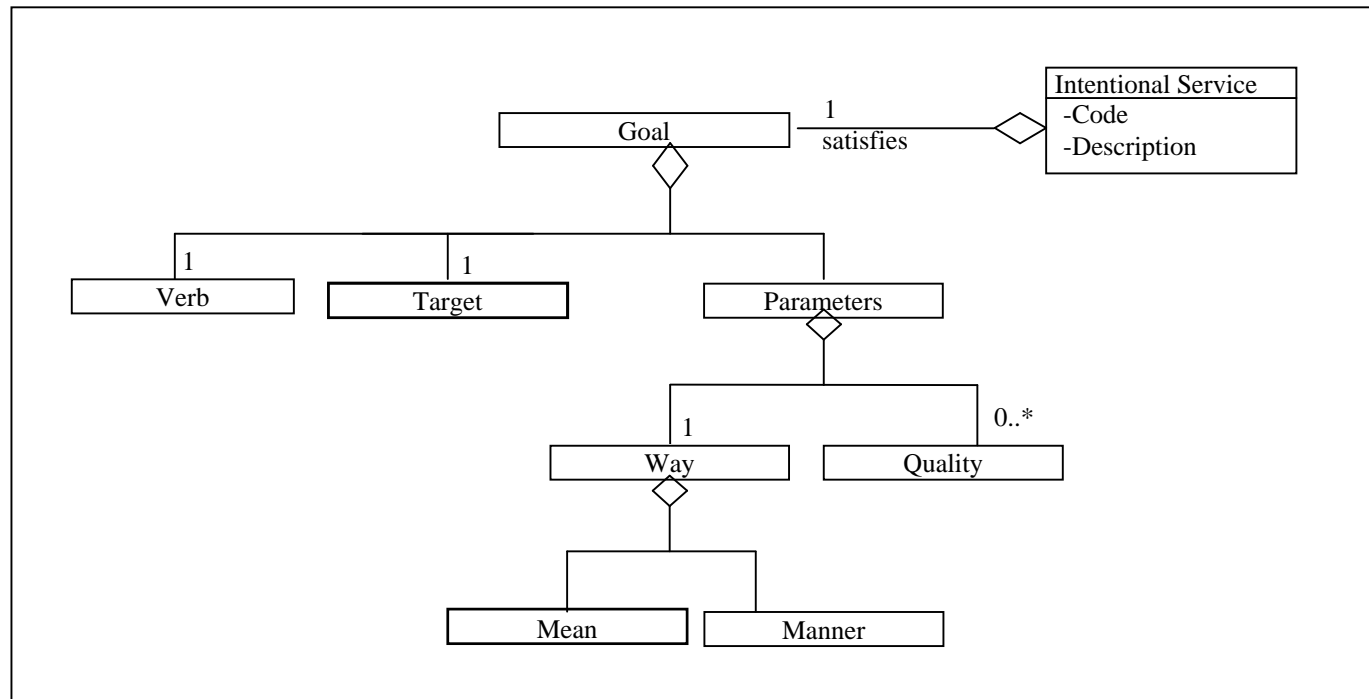 Intentional Service
-Code
-Description
1
satisfies
Goal
1
1
Verb
Target
Parameters
1
0..*
Way
Quality
Mean
Manner